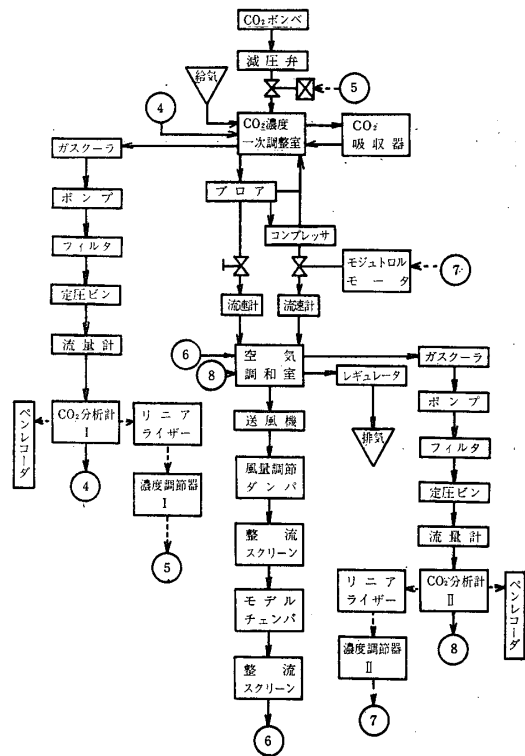 CO₂ボンベ
減圧弁
給気
5
4
CO₂濃度
一次調整室
CO₂
吸収器
ガスクーラ
ブロア
ポンプ
コンプレッサ
フィルタ
モジュトロル
モータ
7
定圧ビン
流速計
流速計
流量計
6
8
空気
調和室
ガスクーラ
レギュレータ
ポンプ
ペンレコーダ
CO₂分析計
I
リニア
ライザー
送風機
排気
フィルタ
4
濃度調節器
I
風量調節
ダンパ
定圧ビン
5
整流
スクリーン
流量計
モデル
チェンバ
リニア
ライザー
CO₂分析計
II
ペンレコーダ
整流
スクリーン
濃度調節器
II
8
6
7